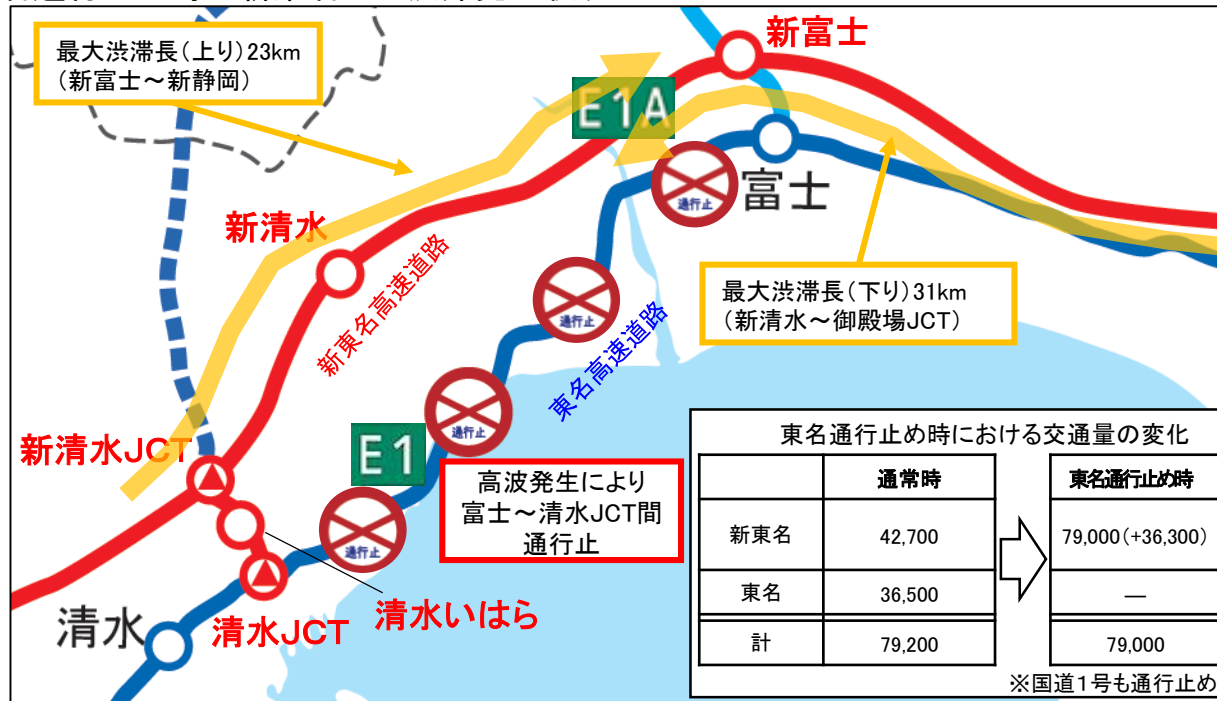 最大渋滞長(上り)23km
(新富士~新静岡)
新富士
E1A
通行止
富士
新清水
新東名高速道路
通行止
最大渋滞長(下り)31km
(新清水~御殿場JCT)
東名高速道路
通行止
新清水JCT
E1
高波発生により
富士~清水JCT間
通行止
通行止
清水
清水JCT
清水いはら
東名通行止め時における交通量の変化
通常時 東名通行止め時
新東名 42,700 79,000(+36,300)
東名 36,500 ―
計 79,200 79,000
※国道1号も通行止め